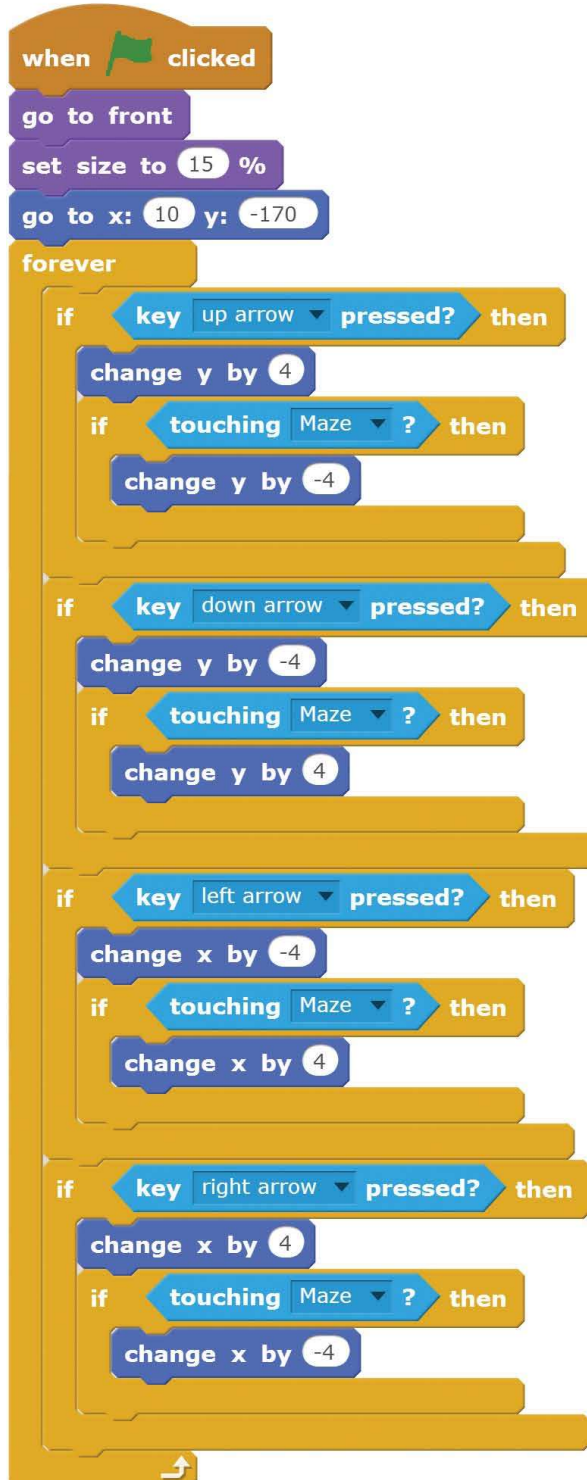 when clicked
go to front
set size to 15 %
go to x: 10 y: -170
forever
if key up arrow pressed? then
change y by 4
if touching Maze ? then
change y by -4
if key down arrow pressed? then
change y by -4
if touching Maze ? then
change y by 4
if key left arrow pressed? then
change x by -4
if touching Maze ? then
change x by 4
if key right arrow pressed? then
change x by 4
if touching Maze ? then
change x by -4